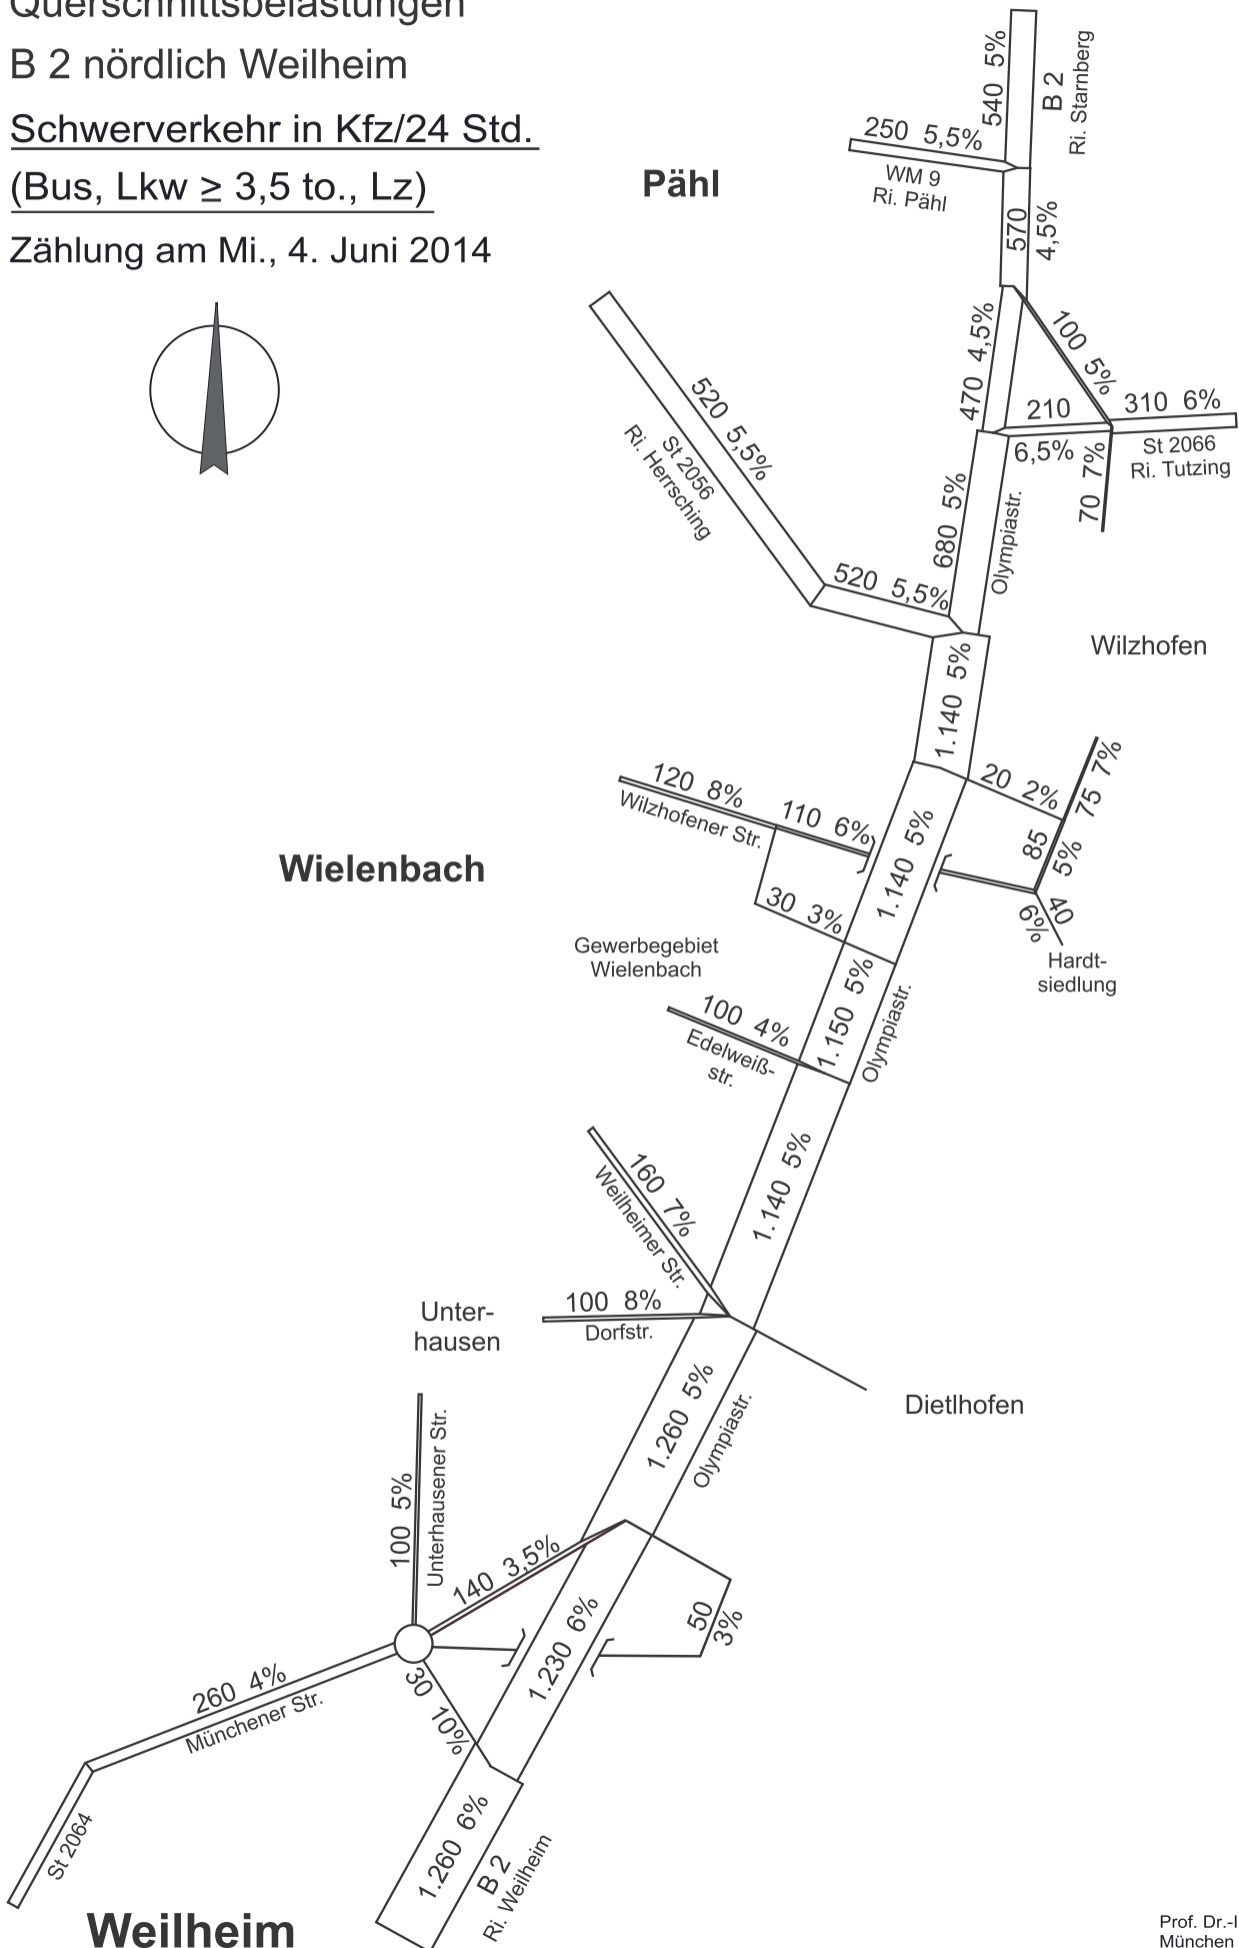 Querschnittsbelastungen
B 2 nördlich Weilheim
Schwerverkehr in Kfz/24 Std.
(Bus, Lkw ≥ 3,5 to., Lz)
Zählung am Mi., 4. Juni 2014
540 5%
B 2
Ri. Starnberg
250 5,5%
WM 9
Ri. Pähl
Pähl
570
4,5%
470 4,5%
100 5%
210
6,5%
310 6%
St 2066
Ri. Tutzing
70 7%
520 5,5%
St 2056
Ri. Herrsching
680 5%
Olympiastr.
520 5,5%
Wilzhofen
1.140 5%
20 2%
75 7%
85
5%
40
6%
Hardt-
siedlung
120 8%
Wilzhofener Str.
110 6%
1.140 5%
Wielenbach
30 3%
Gewerbegebiet
Wielenbach
1.150 5%
Olympiastr.
100 4%
Edelweiß-
str.
1.140 5%
160 7%
Weilheimer Str.
100 8%
Dorfstr.
Unter-
hausen
Dietlhofen
1.260 5%
Olympiastr.
100 5%
Unterhausener Str.
140 3,5%
50
3%
1.230 6%
30 10%
260 4%
Münchener Str.
St 2064
1.260 6%
B 2
Ri. Weilheim
Weilheim
Prof. Dr.-I
München